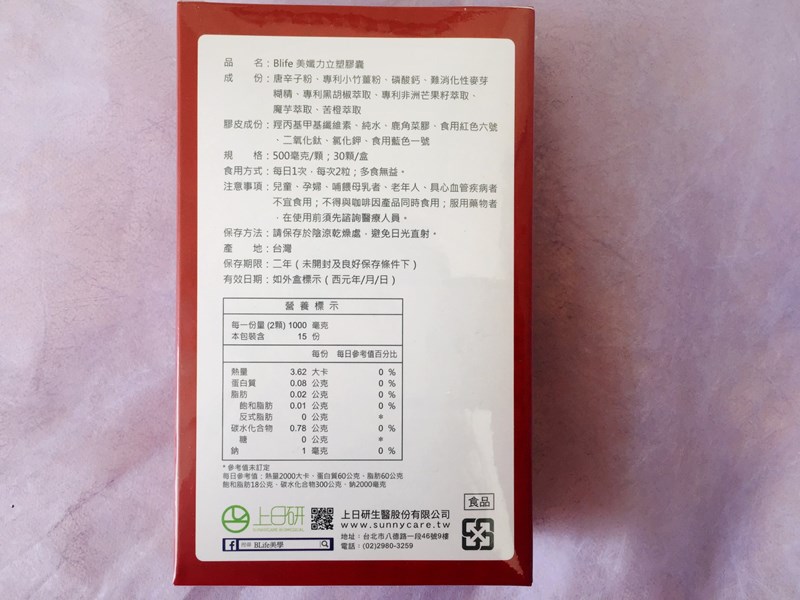 品　　名：Blife 美孅力立塑膠囊
成　　份：唐辛子粉、專利小竹薑粉、磷酸鈣、難消化性麥芽
糊精、專利黑胡椒萃取、專利非洲芒果籽萃取、
魔芋萃取、苦橙萃取
膠皮成份：羥丙基甲基纖維素、純水、鹿角菜膠、食用紅色六號
、二氧化鈦、氯化鉀、食用藍色一號
規　　格：500毫克/顆；30顆/盒
食用方式：每日1次，每次2粒；多食無益。
注意事項：兒童、孕婦、哺餵母乳者、老年人、具心血管疾病者
不宜食用；不得與咖啡因產品同時食用；服用藥物者
，在使用前須先諮詢醫療人員。
保存方法：請保存於陰涼乾燥處，避免日光直射。
產　　地：台灣
保存期限：二年（未開封及良好保存條件下）
有效日期：如外盒標示（西元年/月/日）
營 養 標 示
每一份量 (2顆) 1000 毫克
本包裝含 15 份
每份 每日參考值百分比
熱量 3.62 大卡 0 %
蛋白質 0.08 公克 0 %
脂肪 0.02 公克 0 %
飽和脂肪 0.01 公克 0 %
反式脂肪 0 公克 *
碳水化合物 0.78 公克 0 %
糖 0 公克 *
鈉 1 毫克 0 %
* 參考值未訂定
每日參考值：熱量2000大卡、蛋白質60公克、脂肪60公克
飽和脂肪18公克、碳水化合物300公克、鈉2000毫克
食品
上日研
上日研生醫股份有限公司
www.sunnycare.tw
地址：台北市八德路一段46號9樓
電話：(02)2980-3259
f 搜尋 BLife美學